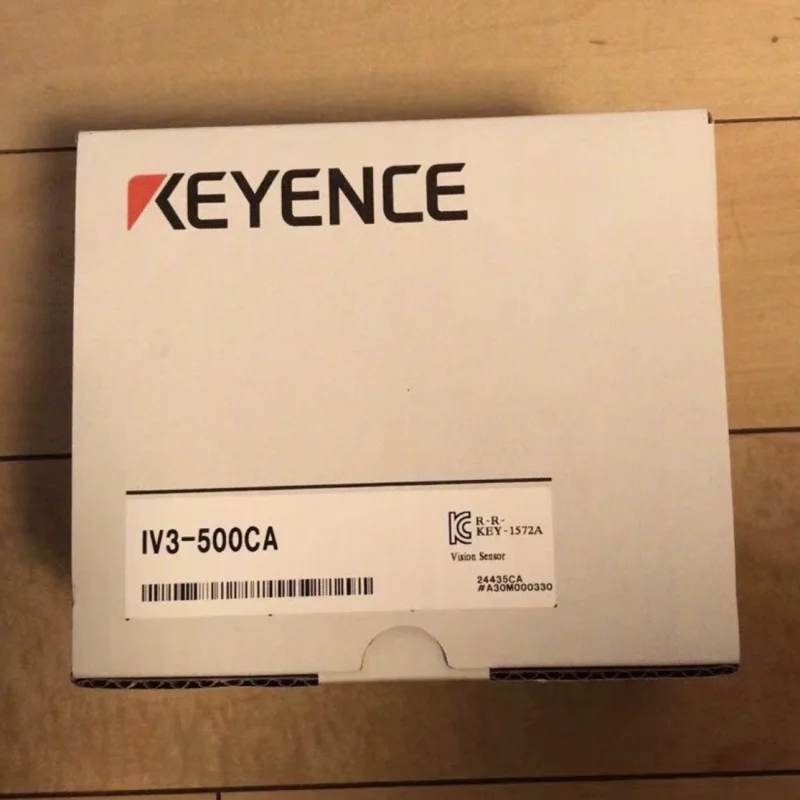 KEYENCE
IV3-500CA
R-R-
KEY-1572A
Vision Sensor
24435CA
#A30M000330